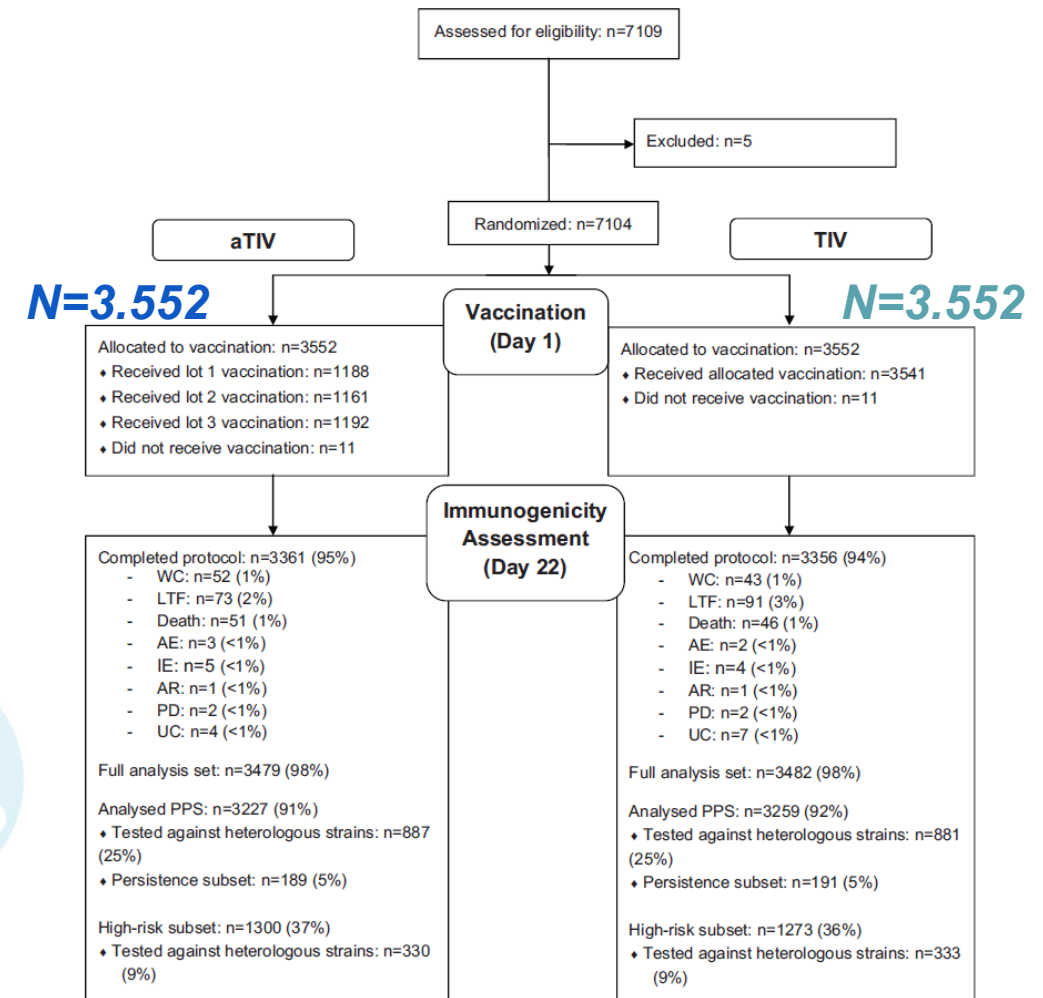 Assessed for eligibility: n=7109
Excluded: n=5
Randomized: n=7104
aTIV
TIV
N=3.552
N=3.552
Vaccination
(Day 1)
Allocated to vaccination: n=3552
♦ Received lot 1 vaccination: n=1188
♦ Received lot 2 vaccination: n=1161
♦ Received lot 3 vaccination: n=1192
♦ Did not receive vaccination: n=11
Allocated to vaccination: n=3552
♦ Received allocated vaccination: n=3541
♦ Did not receive vaccination: n=11
Immunogenicity
Assessment
(Day 22)
Completed protocol: n=3361 (95%)
- WC: n=52 (1%)
- LTF: n=73 (2%)
- Death: n=51 (1%)
- AE: n=3 (<1%)
- IE: n=5 (<1%)
- AR: n=1 (<1%)
- PD: n=2 (<1%)
- UC: n=4 (<1%)
Full analysis set: n=3479 (98%)
Analysed PPS: n=3227 (91%)
♦ Tested against heterologous strains: n=887
(25%)
♦ Persistence subset: n=189 (5%)
High-risk subset: n=1300 (37%)
♦ Tested against heterologous strains: n=330
(9%)
Completed protocol: n=3356 (94%)
- WC: n=43 (1%)
- LTF: n=91 (3%)
- Death: n=46 (1%)
- AE: n=2 (<1%)
- IE: n=4 (<1%)
- AR: n=1 (<1%)
- PD: n=2 (<1%)
- UC: n=7 (<1%)
Full analysis set: n=3482 (98%)
Analysed PPS: n=3259 (92%)
♦ Tested against heterologous strains: n=881
(25%)
♦ Persistence subset: n=191 (5%)
High-risk subset: n=1273 (36%)
♦ Tested against heterologous strains: n=333
(9%)